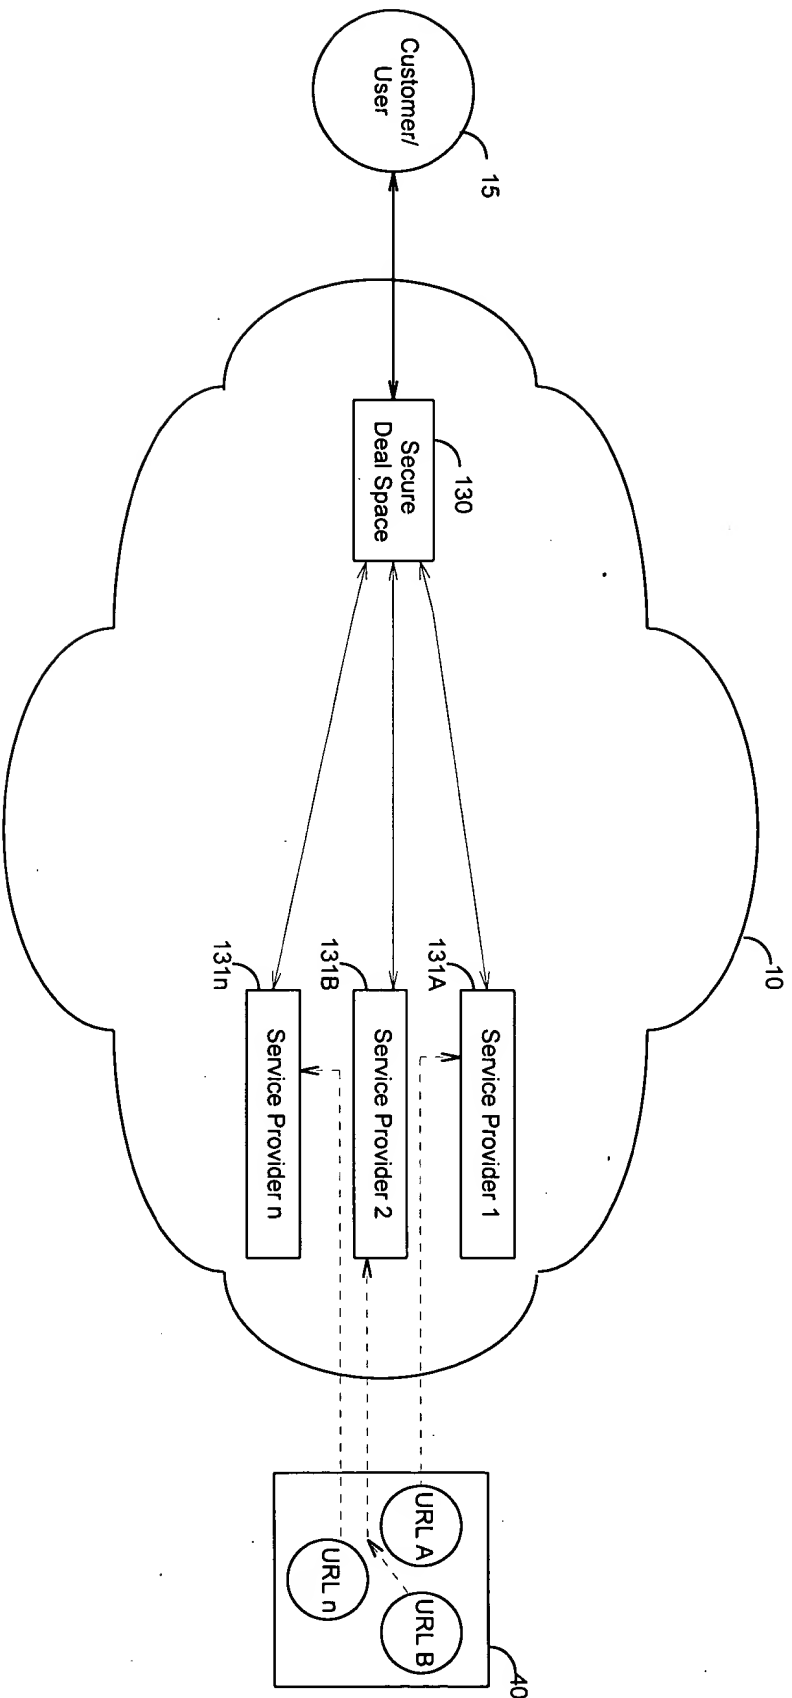 Customer/
User
15
10
Secure
Deal Space
130
131A
Service Provider 1
131B
Service Provider 2
131n
Service Provider n
URL A
URL B
URL n
40